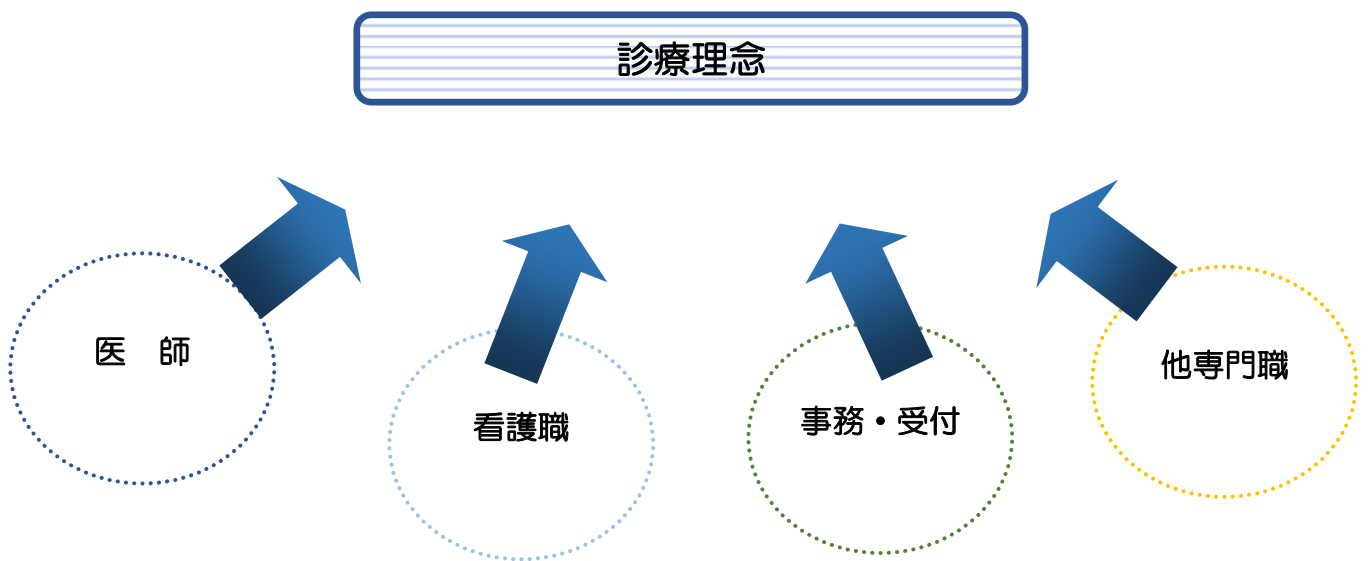 診療理念
医　師
看護職
事務・受付
他専門職